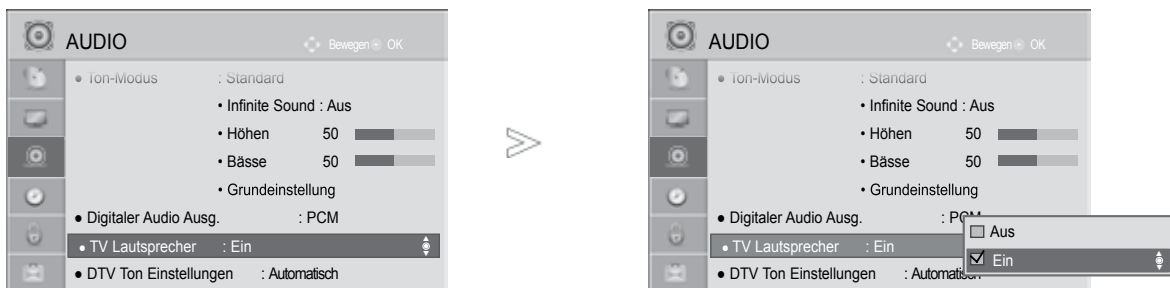 AUDIO
Bewegen OK
● Ton-Modus : Standard
• Infinite Sound : Aus
• Höhen 50
• Bässe 50
• Grundeinstellung
● Digitaler Audio Ausg. : PCM
● TV Lautsprecher : Ein
● DTV Ton Einstellungen : Automatisch
AUDIO
Bewegen OK
● Ton-Modus : Standard
• Infinite Sound : Aus
• Höhen 50
• Bässe 50
• Grundeinstellung
● Digitaler Audio Ausg. : PCM
● TV Lautsprecher : Ein
● DTV Ton Einstellungen : Automatisch
Aus
Ein